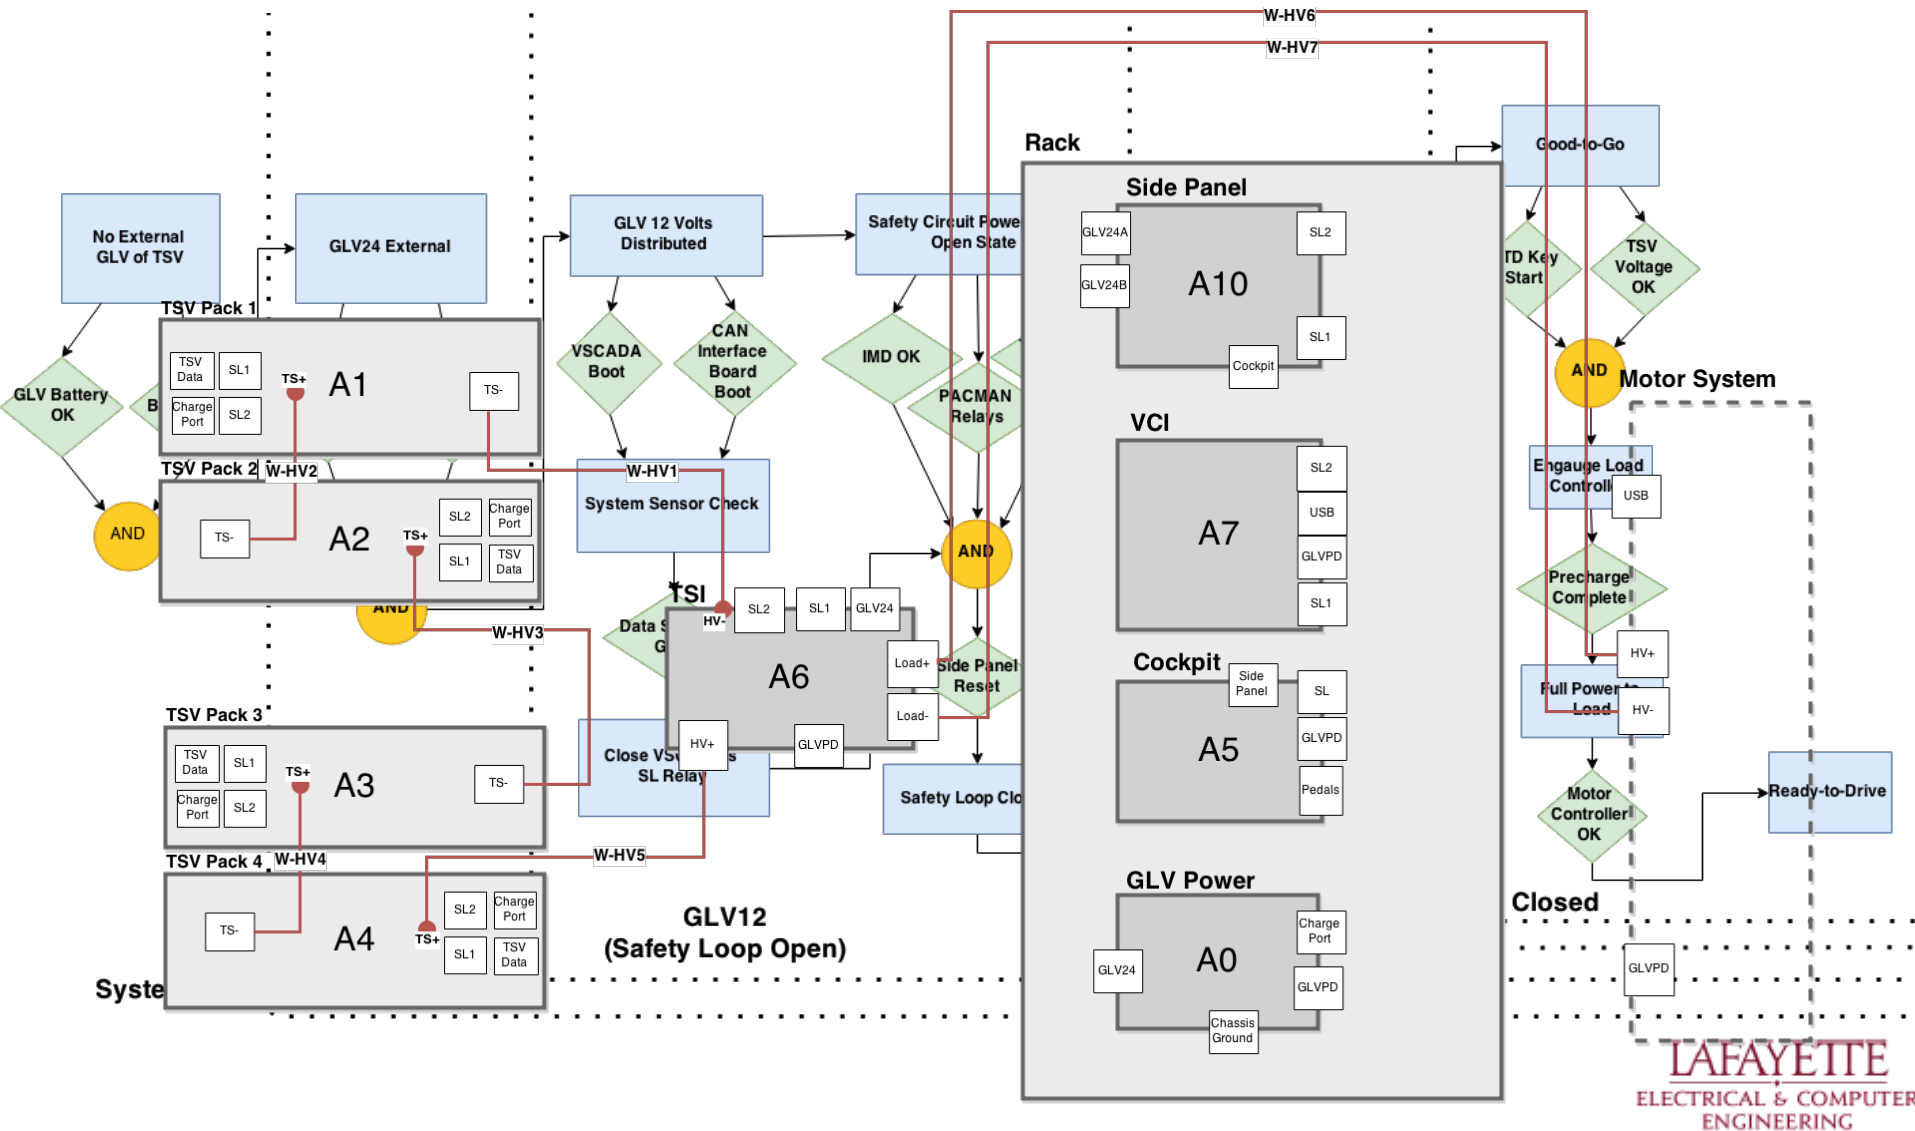 W-HV6
W-HV7
Rack
Good-to-Go
Side Panel
No External
GLV of TSV
GLV24 External
GLV 12 Volts
Distributed
Safety Circuit Powe
Open State
GLV24A
SL2
GLV24B
A10
SL1
Cockpit
TD Key
Start
TSV
Voltage
OK
TSV Pack 1
VSCADA
Boot
CAN
Interface
Board
Boot
IMD OK
PACMAN
Relays
AND
Motor System
GLV Battery
OK
B
TSV
Data
SL1
TS+
A1
TS-
Charge
Port
SL2
VCI
TSV Pack 2
W-HV2
W-HV1
System Sensor Check
SL2
A7
USB
GLVPD
SL1
Engauge Load
Controll
USB
AND
TS-
A2
TS+
SL2
Charge
Port
SL1
TSV
Data
AND
Precharge
Complete
TSI
AND
W-HV3
Data S
G
HV-
SL2
SL1
GLV24
A6
Load+
Load-
HV+
GLVPD
Side Panel
Reset
Cockpit
Side
Panel
SL
A5
GLVPD
Pedals
HV+
Full Power to
Load
HV-
TSV Pack 3
TSV
Data
SL1
TS+
A3
TS-
Charge
Port
SL2
Close VS
s
SL Relay
Safety Loop Clo
Motor
Controller
OK
Ready-to-Drive
TSV Pack 4
W-HV4
W-HV5
GLV Power
TS-
A4
TS+
SL2
Charge
Port
SL1
TSV
Data
GLV12
(Safety Loop Open)
Closed
Charge
Port
GLV24
A0
GLVPD
Chassis
Ground
GLVPD
Syste
LAFAYETTE
ELECTRICAL & COMPUTER
ENGINEERING